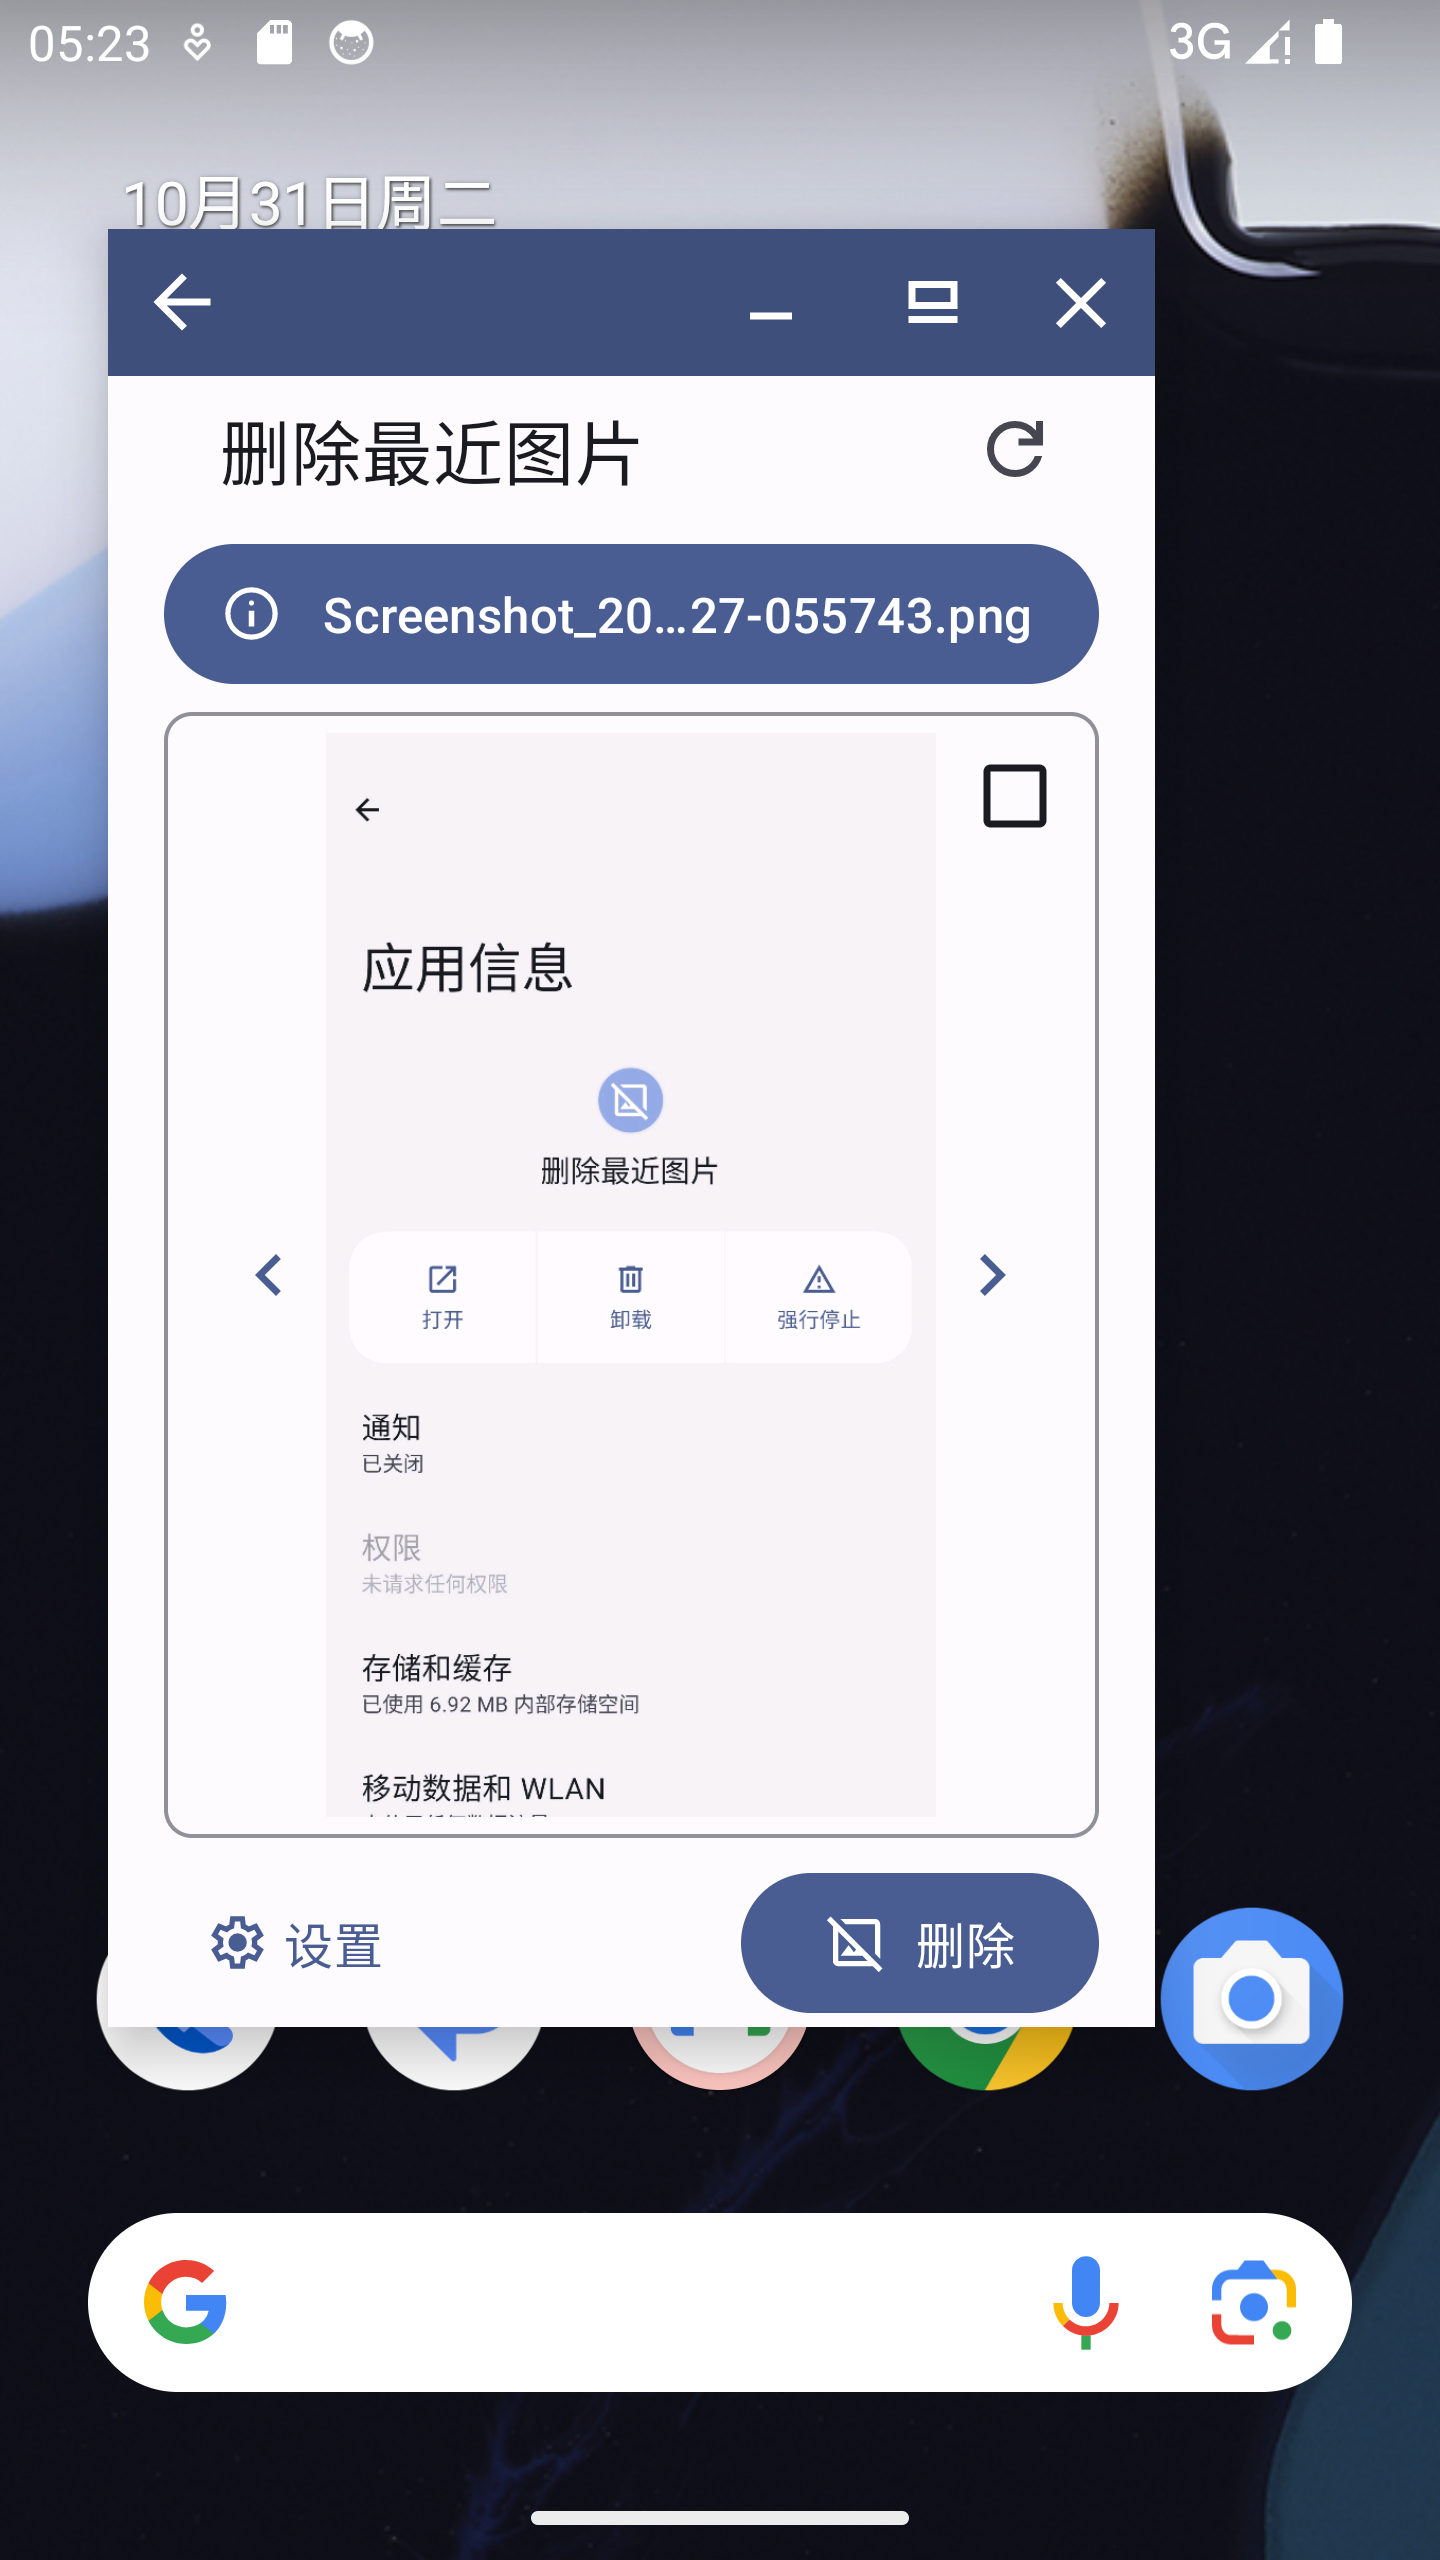 05:23
3G
10月31日周二
删除最近图片
Screenshot_20…27-055743.png
应用信息
删除最近图片
打开
卸载
强行停止
通知
已关闭
权限
未请求任何权限
存储和缓存
已使用 6.92 MB 内部存储空间
移动数据和 WLAN
设置
删除